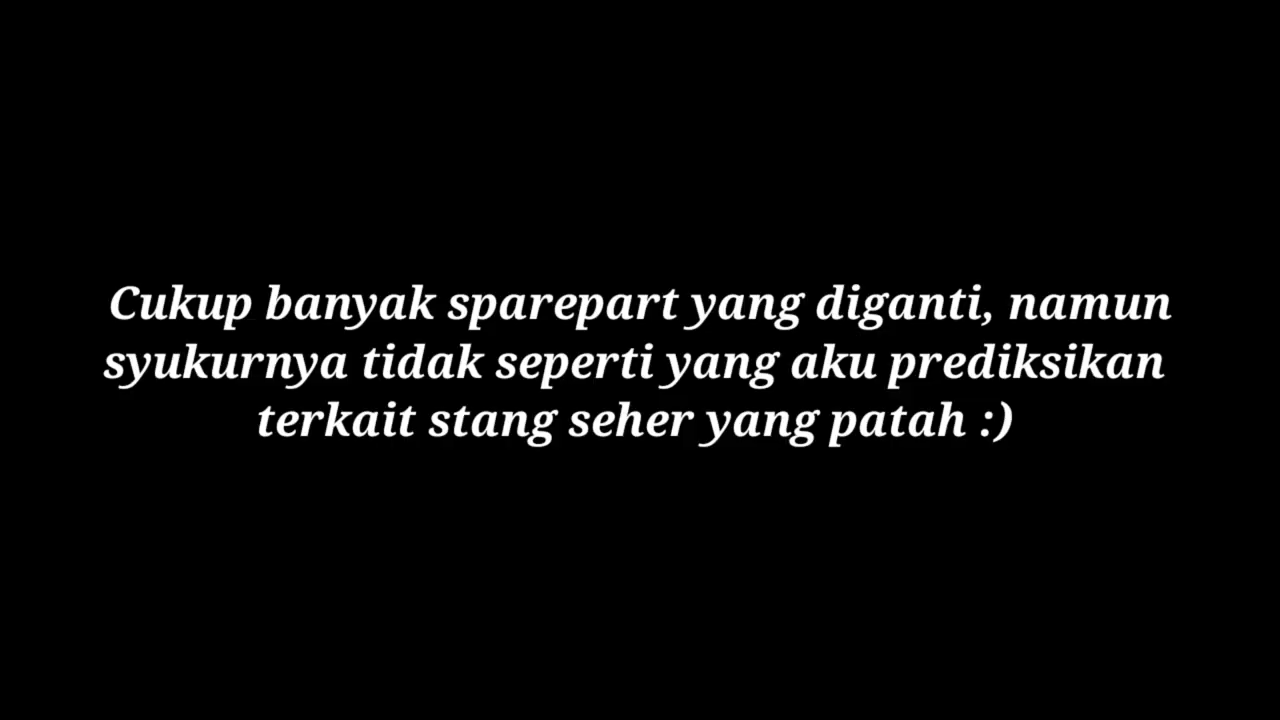 Cukup banyak sparepart yang diganti, namun
syukurnya tidak seperti yang aku prediksikan
terkait stang seher yang patah :)